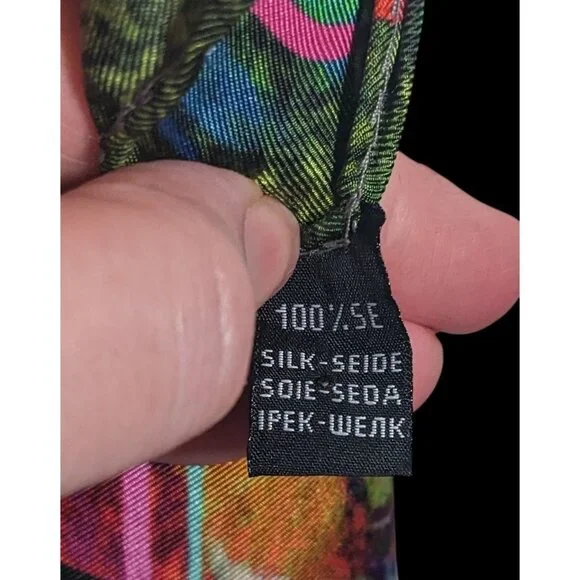 100% SE
SILK-SEIDE
SOIE-SEDA
IPEK-ШЕЛК